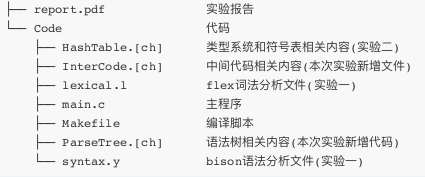 ├── report.pdf 实验报告
└── Code 代码
├── HashTable.[ch] 类型系统和符号表相关内容(实验二)
├── InterCode.[ch] 中间代码相关内容(本次实验新增文件)
├── lexical.l flex词法分析文件(实验一)
├── main.c 主程序
├── Makefile 编译脚本
├── ParseTree.[ch] 语法树相关内容(本次实验新增代码)
└── syntax.y bison语法分析文件(实验一)